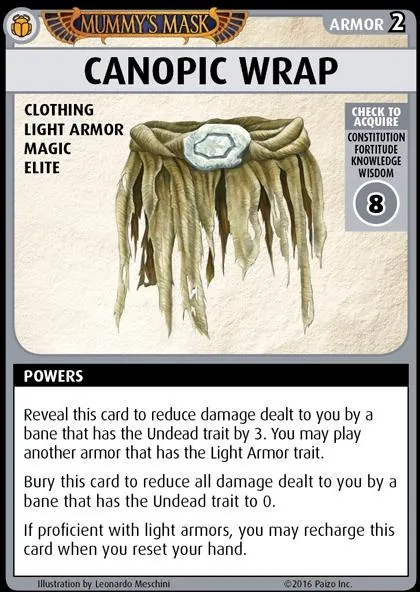 MUMMY'S MASK
ARMOR 2
CANOPIC WRAP
CLOTHING
LIGHT ARMOR
MAGIC
ELITE
CHECK TO
ACQUIRE
CONSTITUTION
FORTITUDE
KNOWLEDGE
WISDOM
8
POWERS
Reveal this card to reduce damage dealt to you by a
bane that has the Undead trait by 3. You may play
another armor that has the Light Armor trait.
Bury this card to reduce all damage dealt to you by a
bane that has the Undead trait to 0.
If proficient with light armors, you may recharge this
card when you reset your hand.
Illustration by Leonardo Meschini
©2016 Paizo Inc.